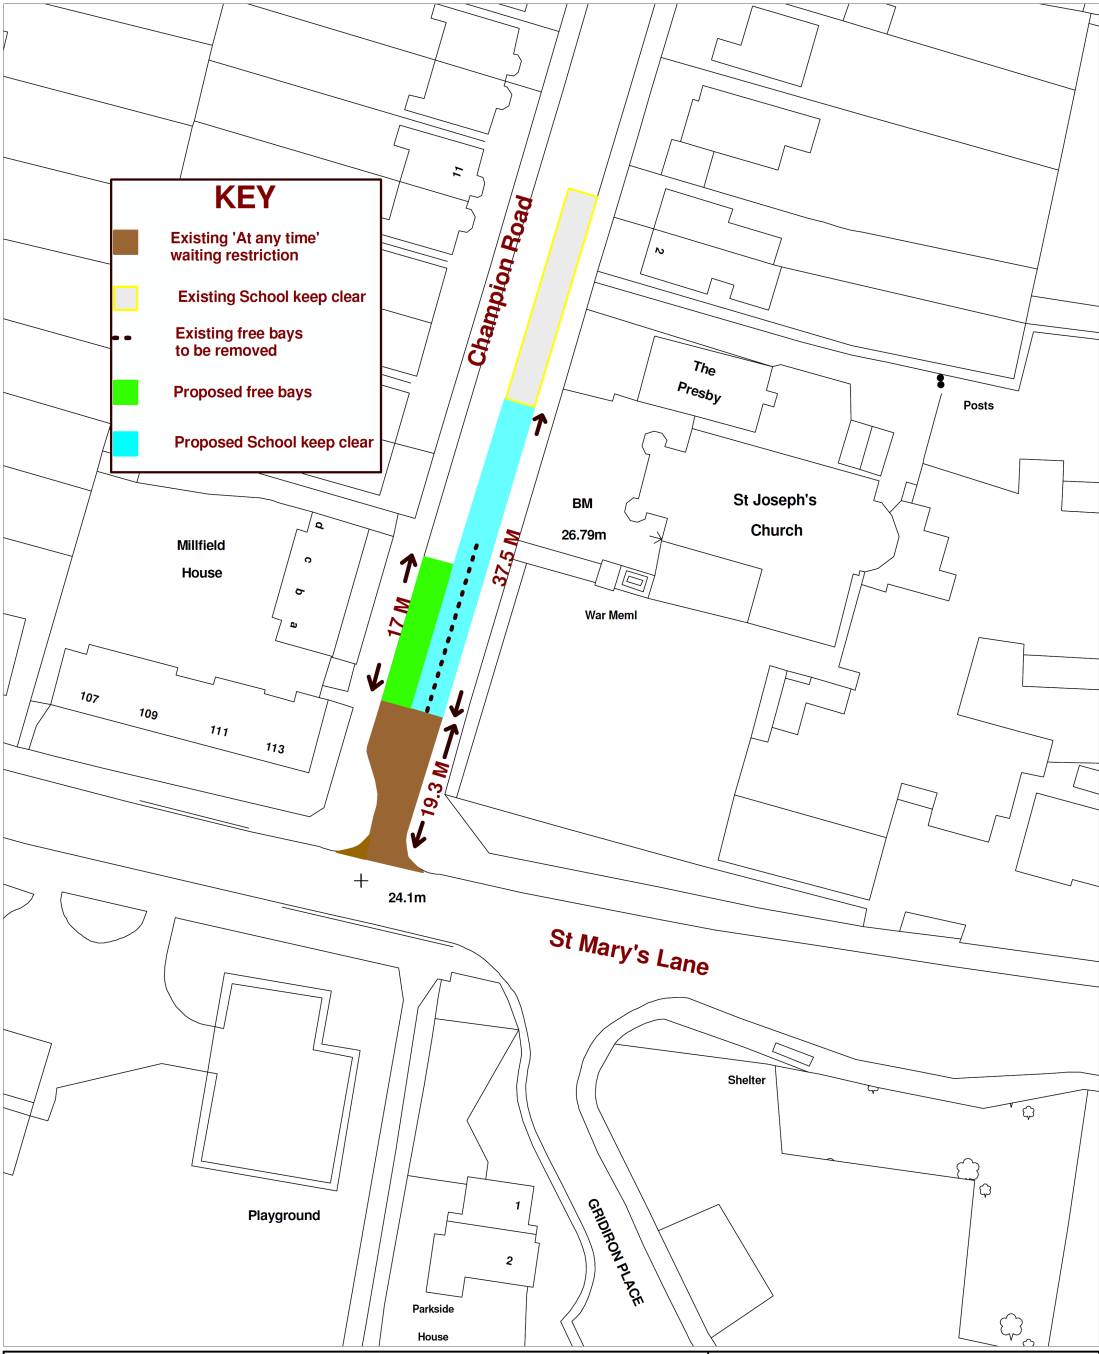 11
KEY
Existing 'At any time'
waiting restriction
Existing School keep clear
Existing free bays
to be removed
Proposed free bays
Proposed School keep clear
Champion Road
2
The
Presby
Posts
St Joseph's
Church
BM
26.79m
War Meml
Millfield
House
d
c
b
a
37.5 M
17 M
107
109
111
113
19.3 M
24.1m
St Mary's Lane
Shelter
Playground
1
2
GRIDIRON PLACE
Parkside
House